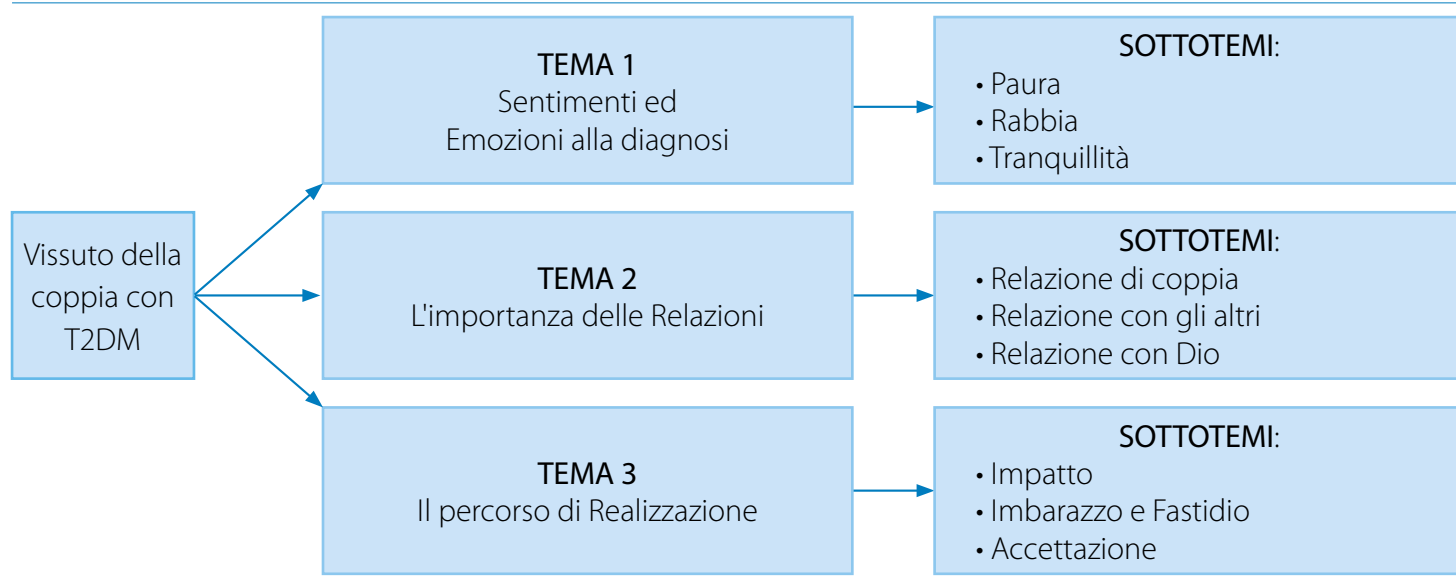 Vissuto della
coppia con
T2DM
TEMA 1
Sentimenti ed
Emozioni alla diagnosi
SOTTOTEMI:
• Paura
• Rabbia
• Tranquillità
TEMA 2
L'importanza delle Relazioni
SOTTOTEMI:
• Relazione di coppia
• Relazione con gli altri
• Relazione con Dio
TEMA 3
Il percorso di Realizzazione
SOTTOTEMI:
• Impatto
• Imbarazzo e Fastidio
• Accettazione